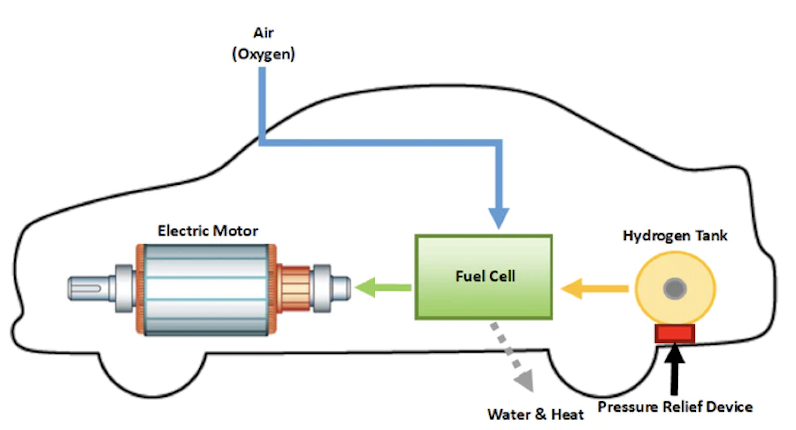 Air
(Oxygen)
Electric Motor
Hydrogen Tank
Fuel Cell
Water & Heat
Pressure Relief Device